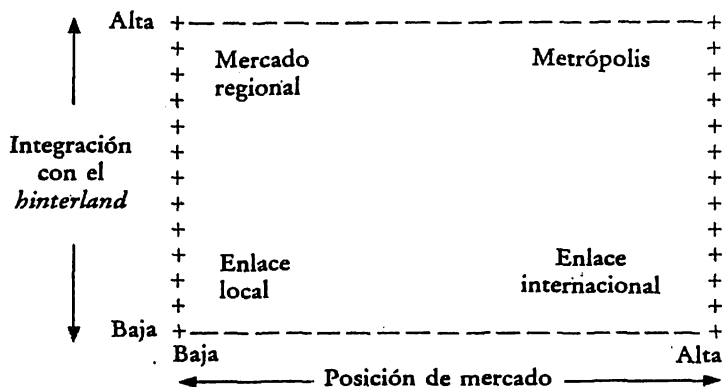 Alta
Mercado
regional
Metrópolis
Integración
con el
hinterland
Enlace
local
Enlace
internacional
Baja
Baja
Alta
Posición de mercado